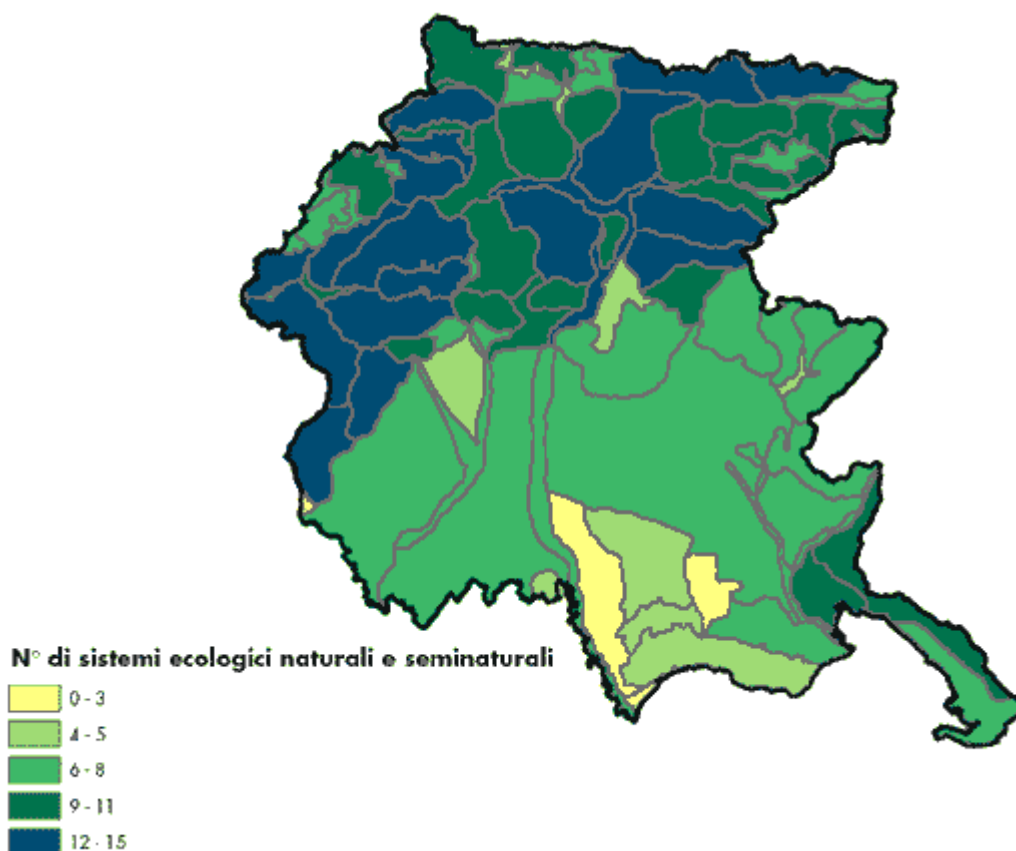 N° di sistemi ecologici naturali e seminaturali
0 - 3
4 - 5
6 - 8
9 - 11
12 - 15